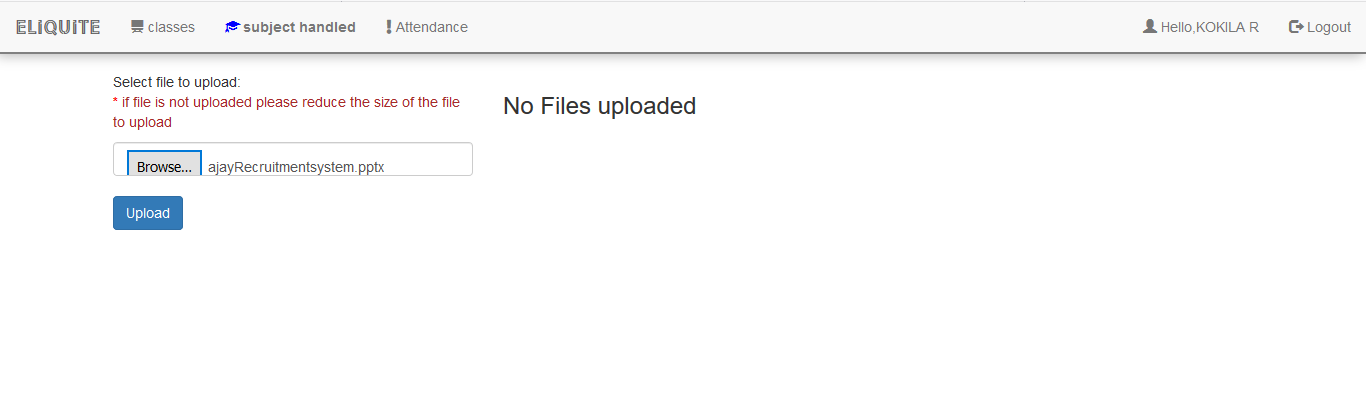 ELiQUiTE classes subject handled Attendance Hello,KOKILA R Logout
Select file to upload:
* if file is not uploaded please reduce the size of the file
to upload
No Files uploaded
Browse... ajayRecruitmentsystem.pptx
Upload